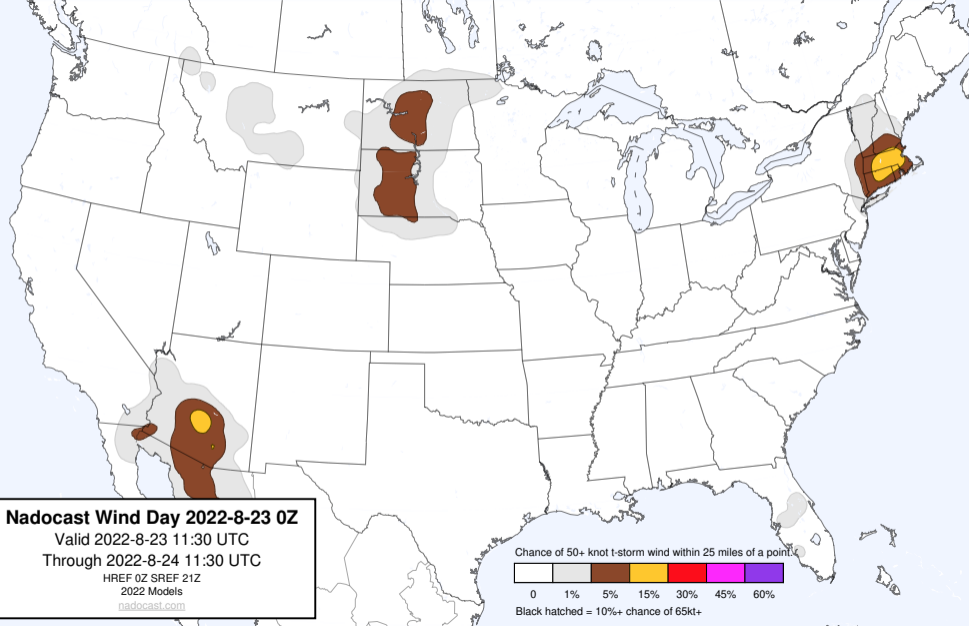 Nadocast Wind Day 2022-8-23 0Z
Valid 2022-8-23 11:30 UTC
Through 2022-8-24 11:30 UTC
HREF 0Z SREF 21Z
2022 Models
nadocast.com
Chance of 50+ knot t-storm wind within 25 miles of a point.
0 1% 5% 15% 30% 45% 60%
Black hatched = 10%+ chance of 65kt+